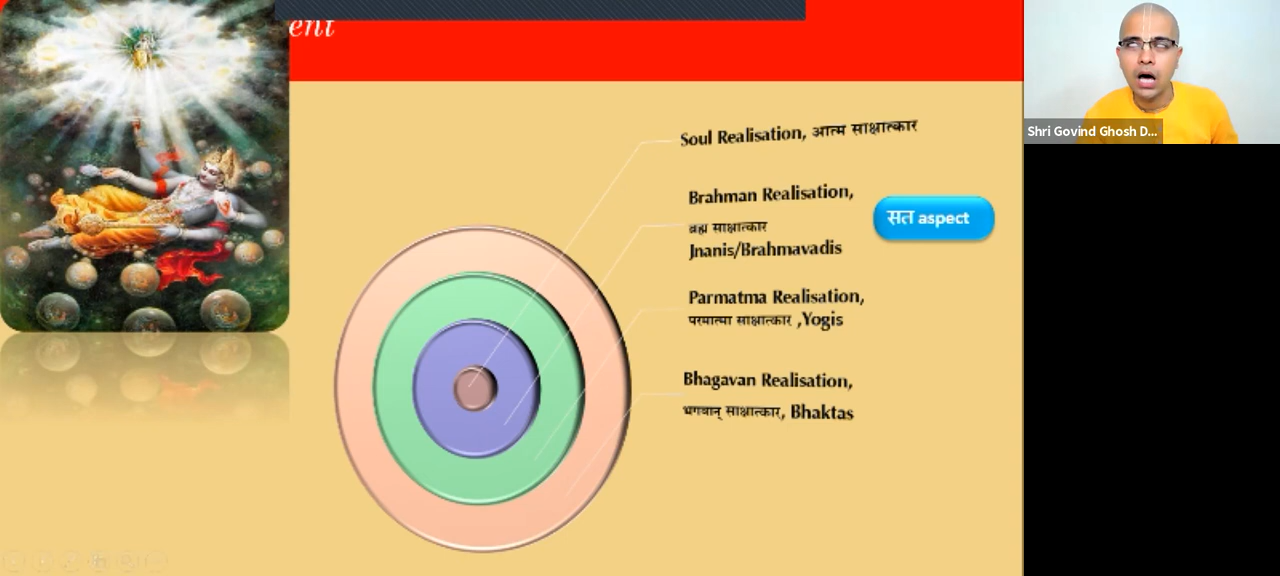 ent
Soul Realisation, आत्म साक्षात्कार
Brahman Realisation,
ब्रह्म साक्षात्कार
Jnanis/Brahmavadis
सत aspect
Parmatma Realisation,
परमात्मा साक्षात्कार ,Yogis
Bhagavan Realisation,
भगवान् साक्षात्कार, Bhaktas
Shri Govind Ghosh D...